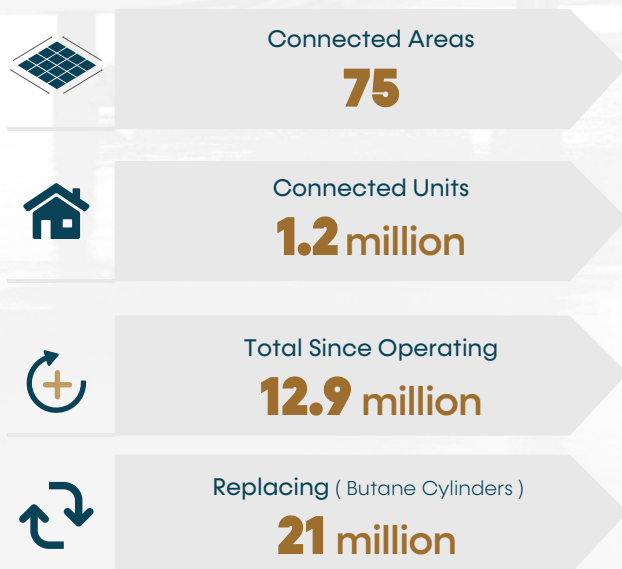 Connected Areas
75
Connected Units
1.2 million
Total Since Operating
12.9 million
Replacing ( Butane Cylinders )
21 million